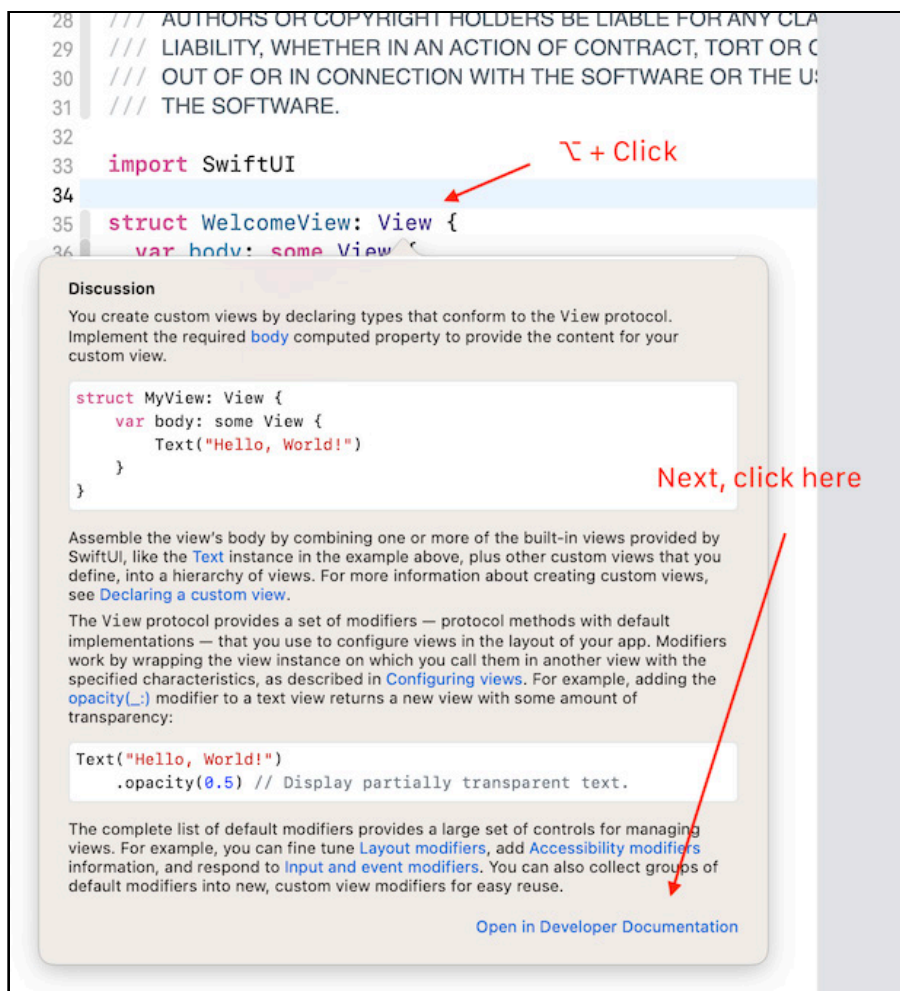 28 /// AUTHORS OR COPYRIGHT HOLDERS BE LIABLE FOR ANY CLA
29 /// LIABILITY, WHETHER IN AN ACTION OF CONTRACT, TORT OR
30 /// OUT OF OR IN CONNECTION WITH THE SOFTWARE OR THE
31 /// THE SOFTWARE.
32
⌥ + Click
33 import SwiftUI
34
35 struct WelcomeView: View {
36 var body: some View {
Discussion
You create custom views by declaring types that conform to the View protocol.
Implement the required body computed property to provide the content for your
custom view.
struct MyView: View {
var body: some View {
Text("Hello, World!")
}
}
Next, click here
Assemble the view's body by combining one or more of the built-in views provided by
SwiftUI, like the Text instance in the example above, plus other custom views that you
define, into a hierarchy of views. For more information about creating custom views,
see Declaring a custom view.
The View protocol provides a set of modifiers — protocol methods with default
implementations — that you use to configure views in the layout of your app. Modifiers
work by wrapping the view instance on which you call them in another view with the
specified characteristics, as described in Configuring views. For example, adding the
opacity(_:) modifier to a text view returns a new view with some amount of
transparency:
Text("Hello, World!")
.opacity(0.5) // Display partially transparent text.
The complete list of default modifiers provides a large set of controls for managing
views. For example, you can fine tune Layout modifiers, add Accessibility modifiers
information, and respond to Input and event modifiers. You can also collect groups of
default modifiers into new, custom view modifiers for easy reuse.
Open in Developer Documentation